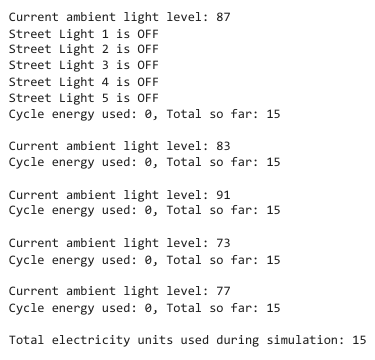 Current ambient light level: 87
Street Light 1 is OFF
Street Light 2 is OFF
Street Light 3 is OFF
Street Light 4 is OFF
Street Light 5 is OFF
Cycle energy used: 0, Total so far: 15
Current ambient light level: 83
Cycle energy used: 0, Total so far: 15
Current ambient light level: 91
Cycle energy used: 0, Total so far: 15
Current ambient light level: 73
Cycle energy used: 0, Total so far: 15
Current ambient light level: 77
Cycle energy used: 0, Total so far: 15
Total electricity units used during simulation: 15